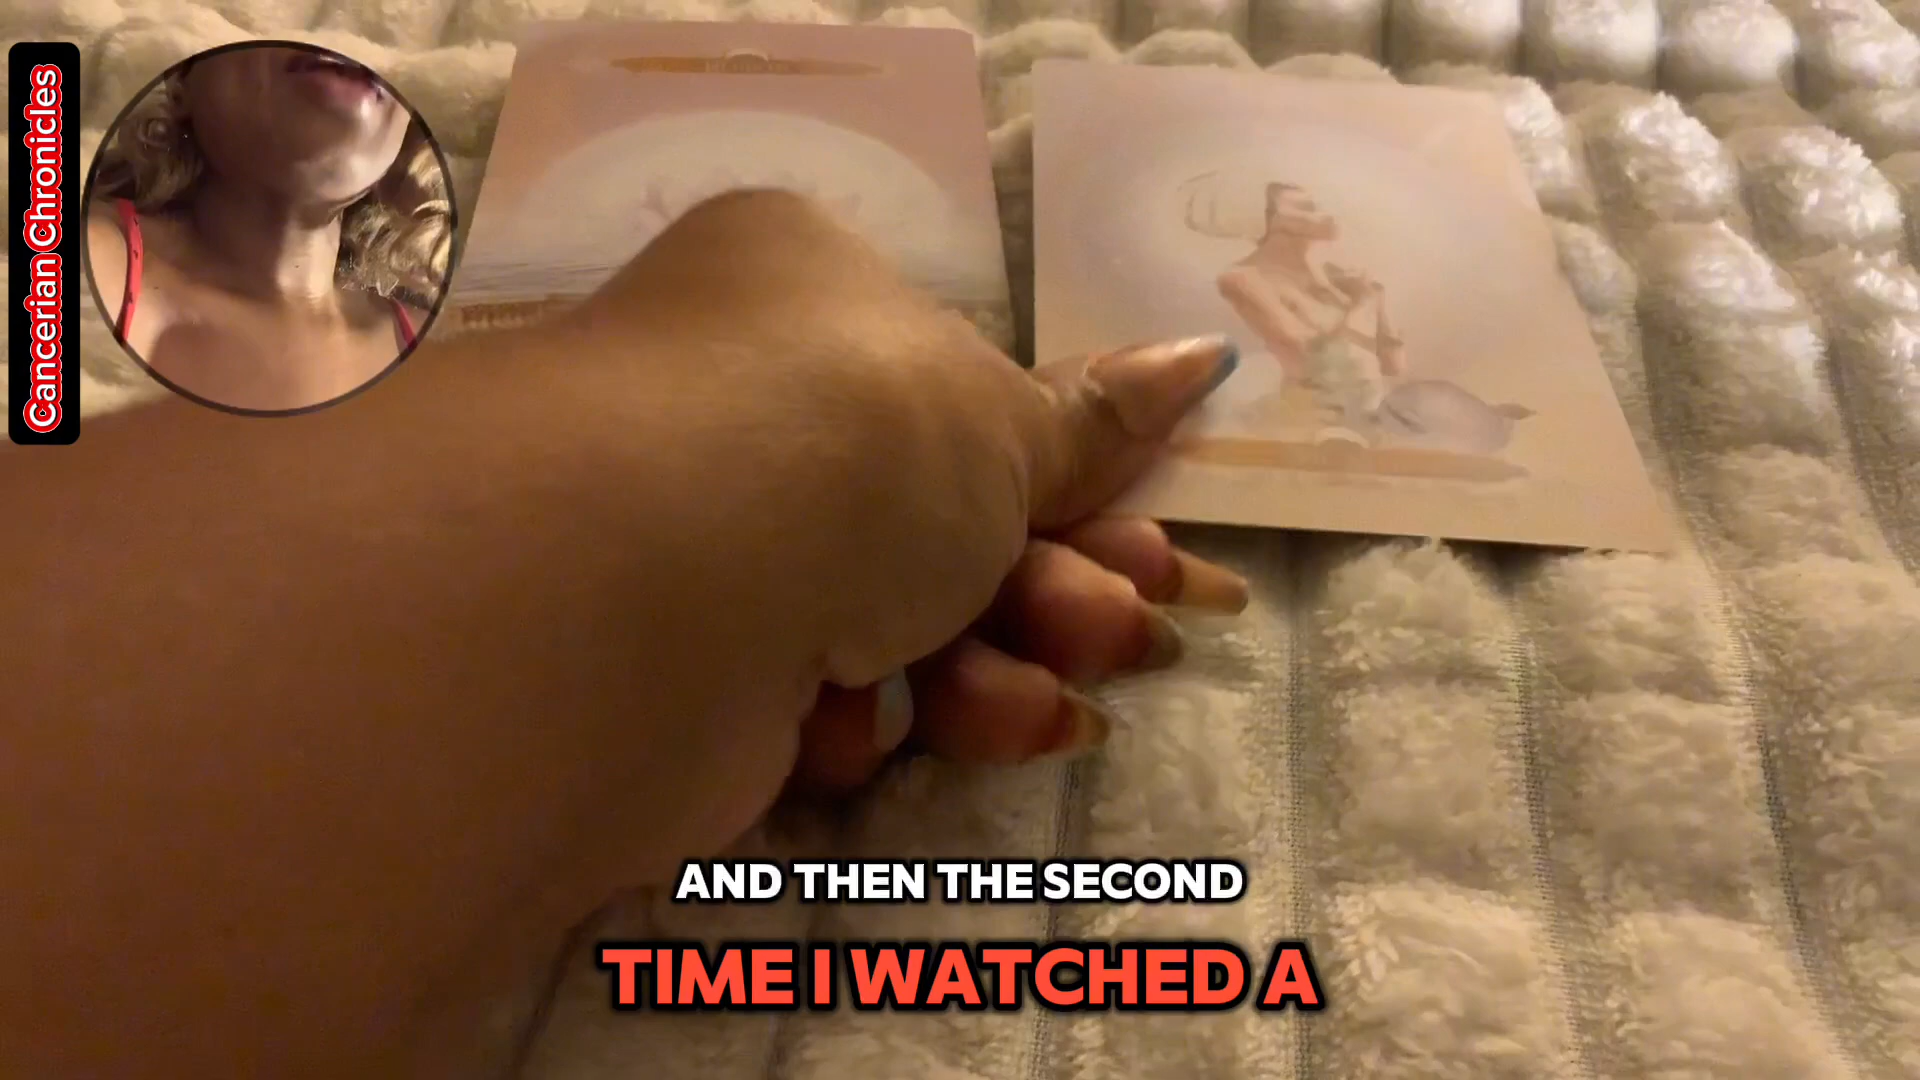 Cancerian Chronicles
AND THEN THE SECOND
TIME I WATCHED A